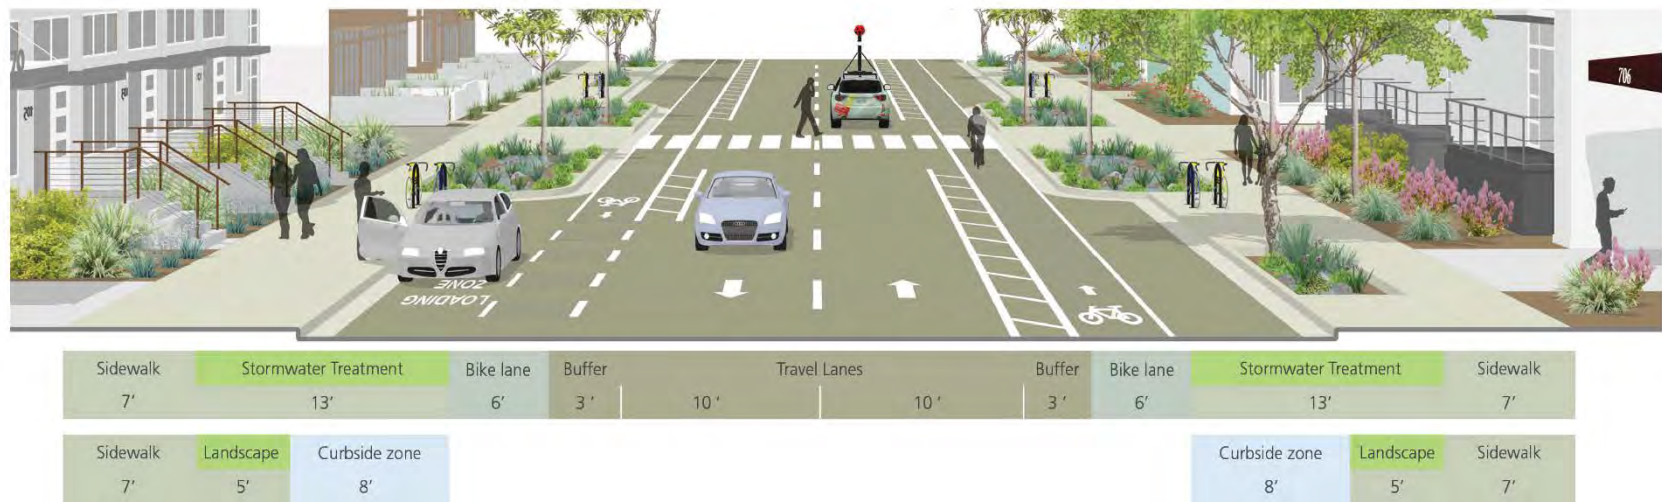 706
LOADING
ZONE
Sidewalk Stormwater Treatment Bike lane Buffer Travel Lanes Buffer Bike lane Stormwater Treatment Sidewalk
7' 13' 6' 3 ' 10 ' 10 ' 3 ' 6' 13' 7'
Sidewalk Landscape Curbside zone Curbside zone Landscape Sidewalk
7' 5' 8' 8' 5' 7'